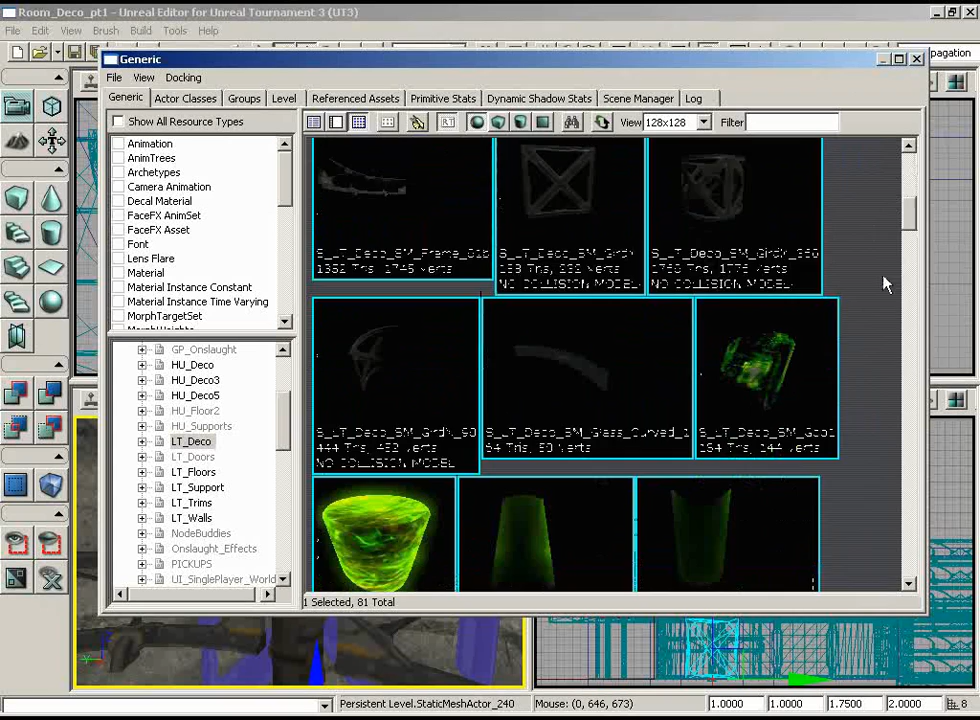 Room_Deco_pt1 - Unreal Editor for Unreal Tournament 3 (UT3)
File Edit View Brush Build Tools Help
pagation
Generic
File View Docking
Generic Actor Classes Groups Level Referenced Assets Primitive Stats Dynamic Shadow Stats Scene Manager Log
Show All Resource Types
RT
View 128x128 Filter
Animation
AnimTrees
Archetypes
Camera Animation
Decal Material
FaceFX AnimSet
FaceFX Asset
Font
Lens Flare
Material
Material Instance Constant
Material Instance Time Varying
MorphTargetSet
MorphWeights
GP_Onslaught
HU_Deco
HU_Deco3
HU_Deco5
HU_Floor2
HU_Supports
LT_Deco
LT_Doors
LT_Floors
LT_Support
LT_Trims
LT_Walls
NodeBuddies
Onslaught_Effects
PICKUPS
UI_SinglePlayer_World
NO COLLISION MODEL
NO COLLISION MODEL
NO COLLISION MODEL
1 Selected, 81 Total
Persistent Level.StaticMeshActor_240
Mouse: (0, 646, 673)
1.0000 1.0000 1.7500 2.0000 8